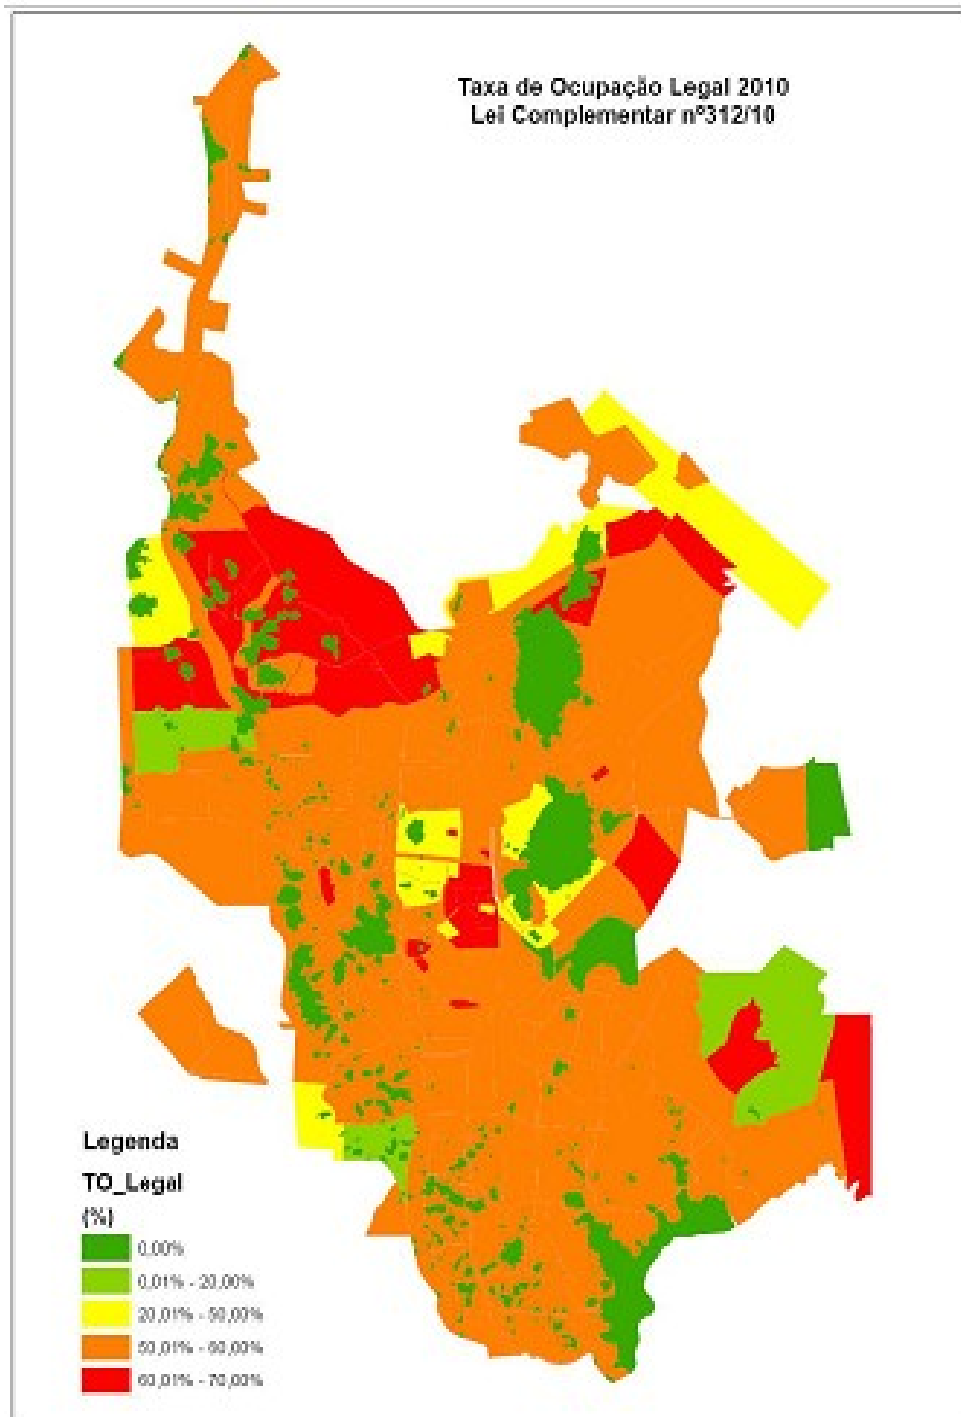 Taxa de Ocupação Legal 2010
Lei Complementar nº312/10
Legenda
TO_Legal
(%)
0,00%
0,01% - 20,00%
20,01% - 50,00%
50,01% - 60,00%
60,01% - 70,00%